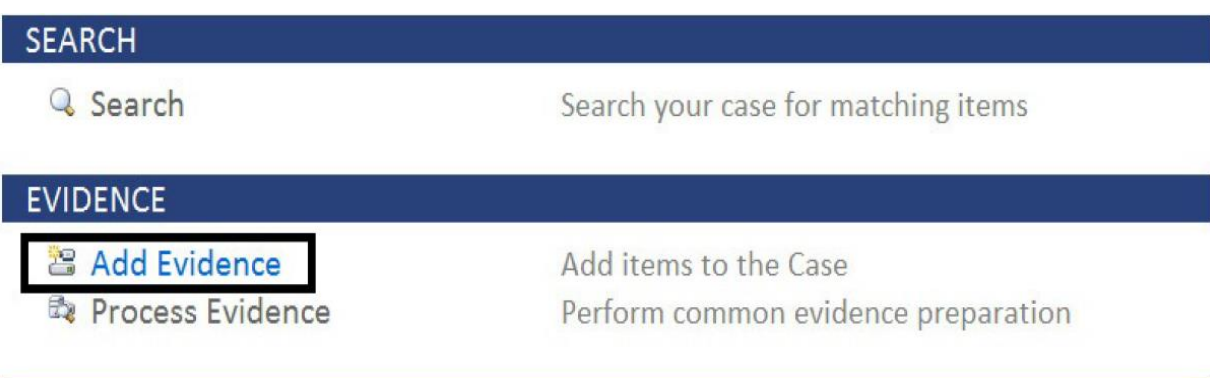 SEARCH
Search Search your case for matching items
EVIDENCE
Add Evidence Add items to the Case
Process Evidence Perform common evidence preparation